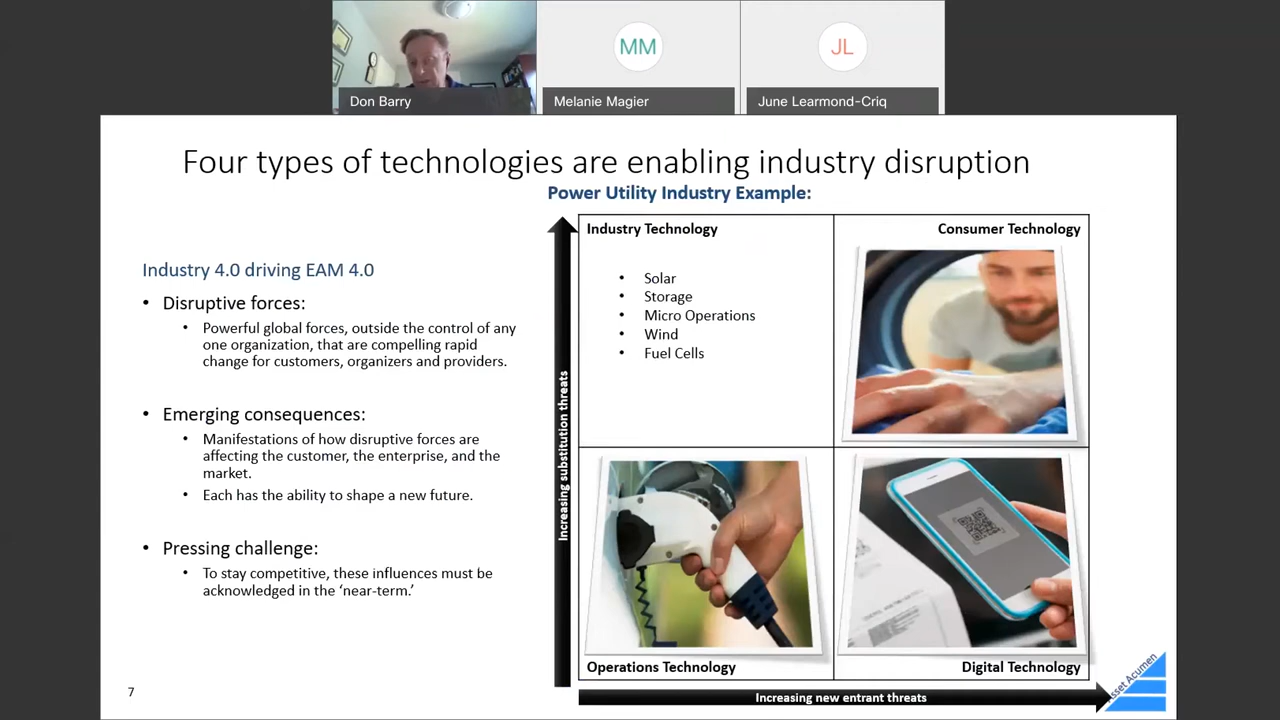 MM
JL
Don Barry
Melanie Magier
June Learmond-Criq
Four types of technologies are enabling industry disruption
Power Utility Industry Example:
Industry 4.0 driving EAM 4.0
• Disruptive forces:
• Powerful global forces, outside the control of any
one organization, that are compelling rapid
change for customers, organizers and providers.
• Emerging consequences:
• Manifestations of how disruptive forces are
affecting the customer, the enterprise, and the
market.
• Each has the ability to shape a new future.
• Pressing challenge:
• To stay competitive, these influences must be
acknowledged in the ‘near-term.’
7
Increasing substitution threats
Industry Technology
• Solar
• Storage
• Micro Operations
• Wind
• Fuel Cells
Consumer Technology
Operations Technology
Digital Technology
Increasing new entrant threats
Asset Acumen